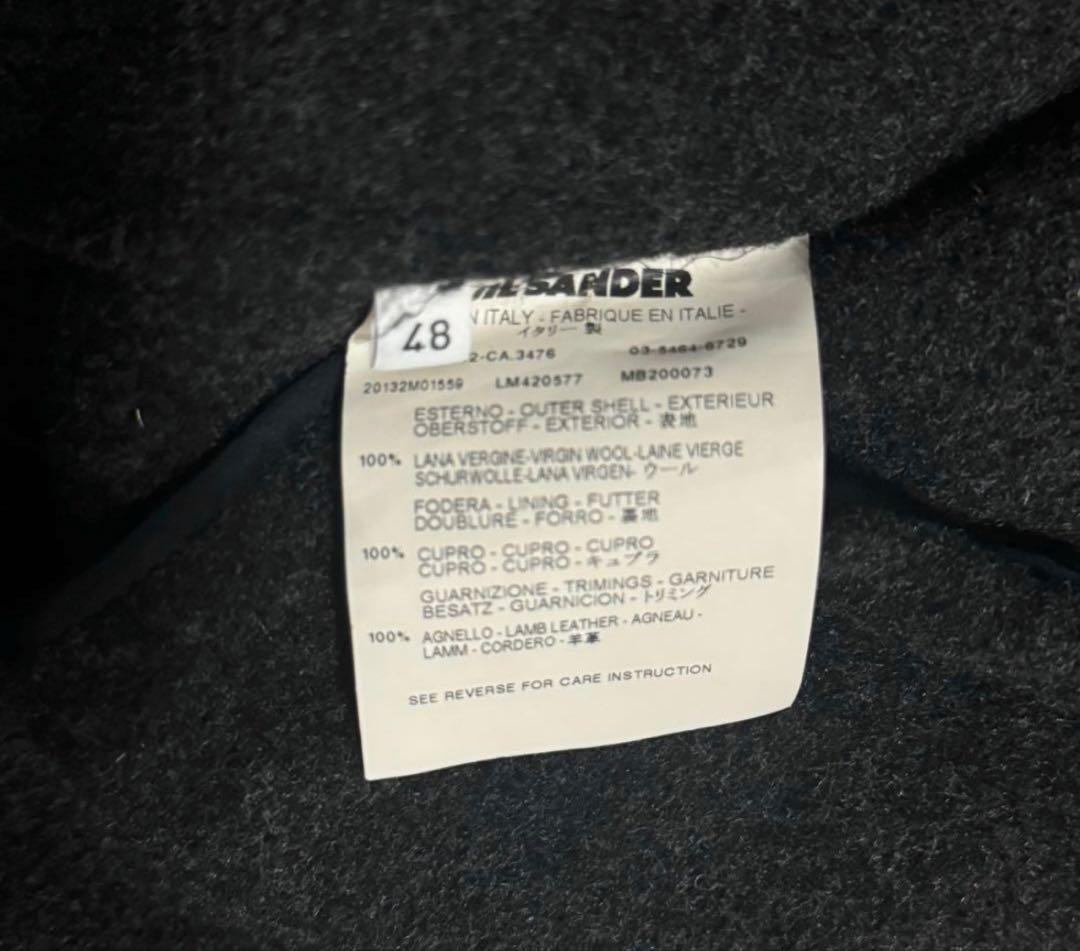 SANDER
48
N ITALY - FABRIQUE EN ITALIE -
イタリー製
2-CA.3476 03-5464-6729
20132M01559 LM420577 MB200073
ESTERNO - OUTER SHELL - EXTERIEUR
OBERSTOFF - EXTERIOR - 表地
100% LANA VERGINE-VIRGIN WOOL-LAINE VIERGE
SCHURWOLLE-LANA VIRGEN- ウール
FODERA - LINING - FUTTER
DOUBLURE - FORRO - 裏地
100% CUPRO - CUPRO - CUPRO
CUPRO - CUPRO - キュプラ
GUARNIZIONE - TRIMINGS - GARNITURE
BESATZ - GUARNICION - トリミング
100% AGNELLO - LAMB LEATHER - AGNEAU -
LAMM - CORDERO - 羊革
SEE REVERSE FOR CARE INSTRUCTION